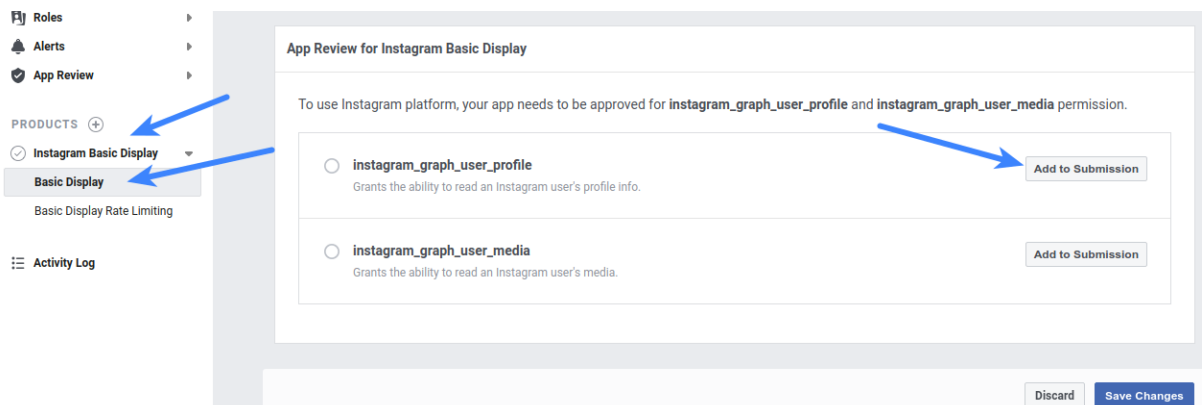 Roles
Alerts
App Review
PRODUCTS
Instagram Basic Display
Basic Display
Basic Display Rate Limiting
Activity Log
App Review for Instagram Basic Display
To use Instagram platform, your app needs to be approved for instagram_graph_user_profile and instagram_graph_user_media permission.
instagram_graph_user_profile
Grants the ability to read an Instagram user's profile info.
Add to Submission
instagram_graph_user_media
Grants the ability to read an Instagram user's media.
Add to Submission
Discard
Save Changes